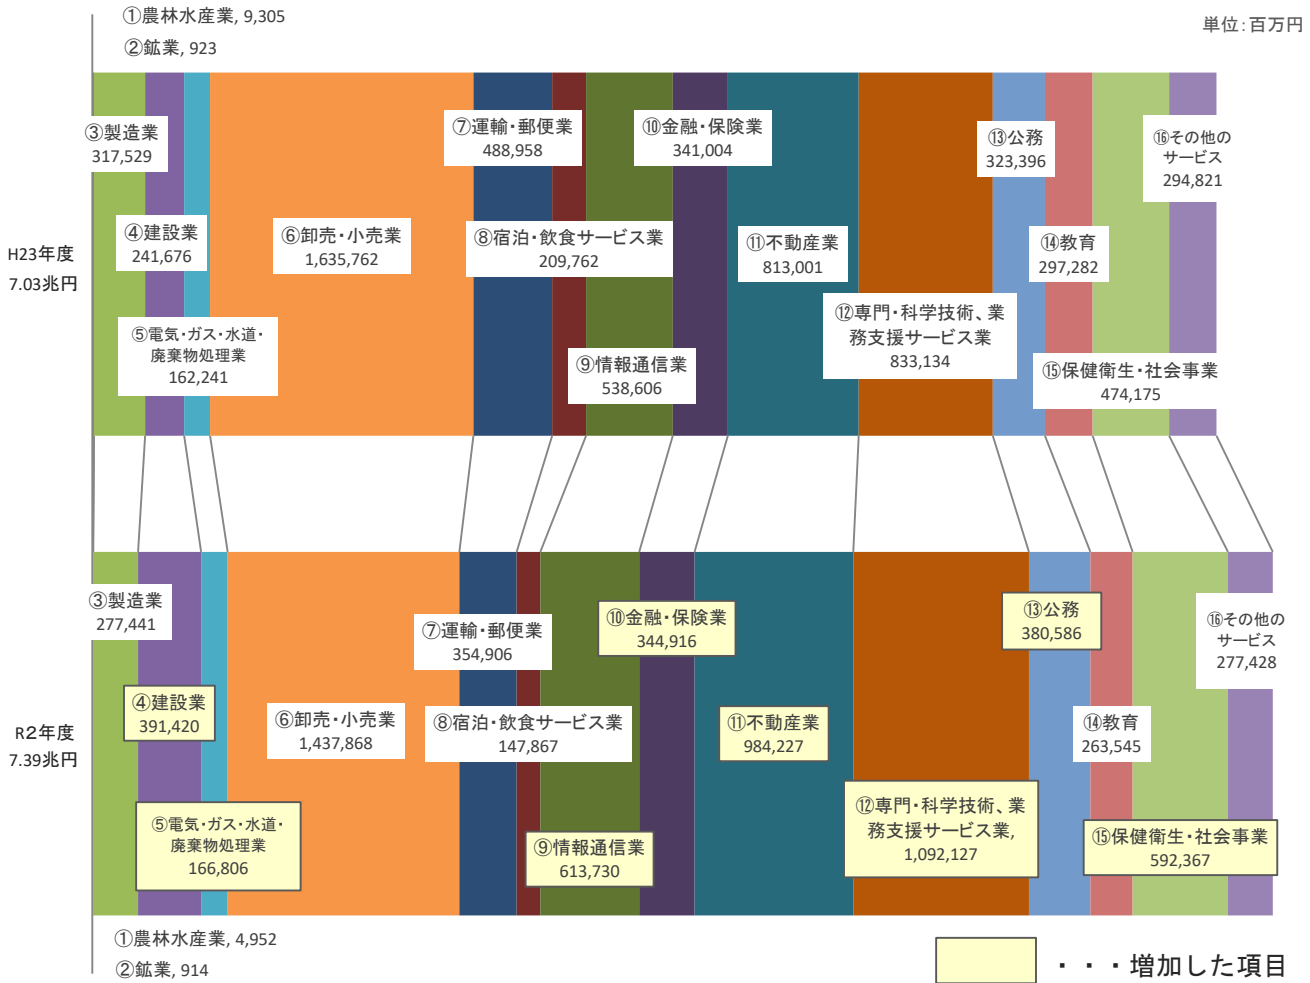 ①農林水産業, 9,305
②鉱業, 923
単位：百万円
H23年度
7.03兆円
③製造業
317,529
④建設業
241,676
⑤電気・ガス・水道・
廃棄物処理業
162,241
⑥卸売・小売業
1,635,762
⑦運輸・郵便業
488,958
⑧宿泊・飲食サービス業
209,762
⑨情報通信業
538,606
⑩金融・保険業
341,004
⑪不動産業
813,001
⑫専門・科学技術、業
務支援サービス業
833,134
⑬公務
323,396
⑭教育
297,282
⑮保健衛生・社会事業
474,175
⑯その他の
サービス
294,821
R2年度
7.39兆円
③製造業
277,441
④建設業
391,420
⑤電気・ガス・水道・
廃棄物処理業
166,806
⑥卸売・小売業
1,437,868
⑦運輸・郵便業
354,906
⑧宿泊・飲食サービス業
147,867
⑨情報通信業
613,730
⑩金融・保険業
344,916
⑪不動産業
984,227
⑫専門・科学技術、業
務支援サービス業,
1,092,127
⑬公務
380,586
⑭教育
263,545
⑮保健衛生・社会事業
592,367
⑯その他の
サービス
277,428
①農林水産業, 4,952
②鉱業, 914
・・・増加した項目